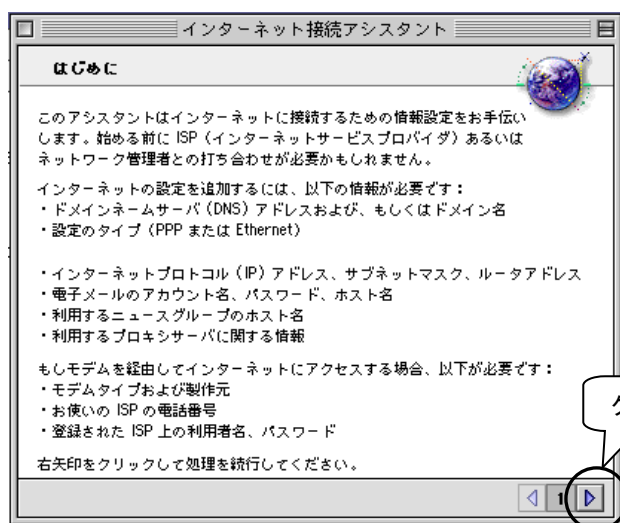 インターネット接続アシスタント
はじめに
このアシスタントはインターネットに接続するための情報設定をお手伝い
します。始める前に ISP（インターネットサービスプロバイダ）あるいは
ネットワーク管理者との打ち合わせが必要かもしれません。
インターネットの設定を追加するには、以下の情報が必要です：
・ドメインネームサーバ（DNS）アドレスおよび、もしくはドメイン名
・設定のタイプ（PPP または Ethernet）
・インターネットプロトコル（IP）アドレス、サブネットマスク、ルータアドレス
・電子メールのアカウント名、パスワード、ホスト名
・利用するニュースグループのホスト名
・利用するプロキシサーバに関する情報
もしモデムを経由してインターネットにアクセスする場合、以下が必要です：
・モデムタイプおよび製作元
・お使いの ISP の電話番号
・登録された ISP 上の利用者名、パスワード
右矢印をクリックして処理を続行してください。
1